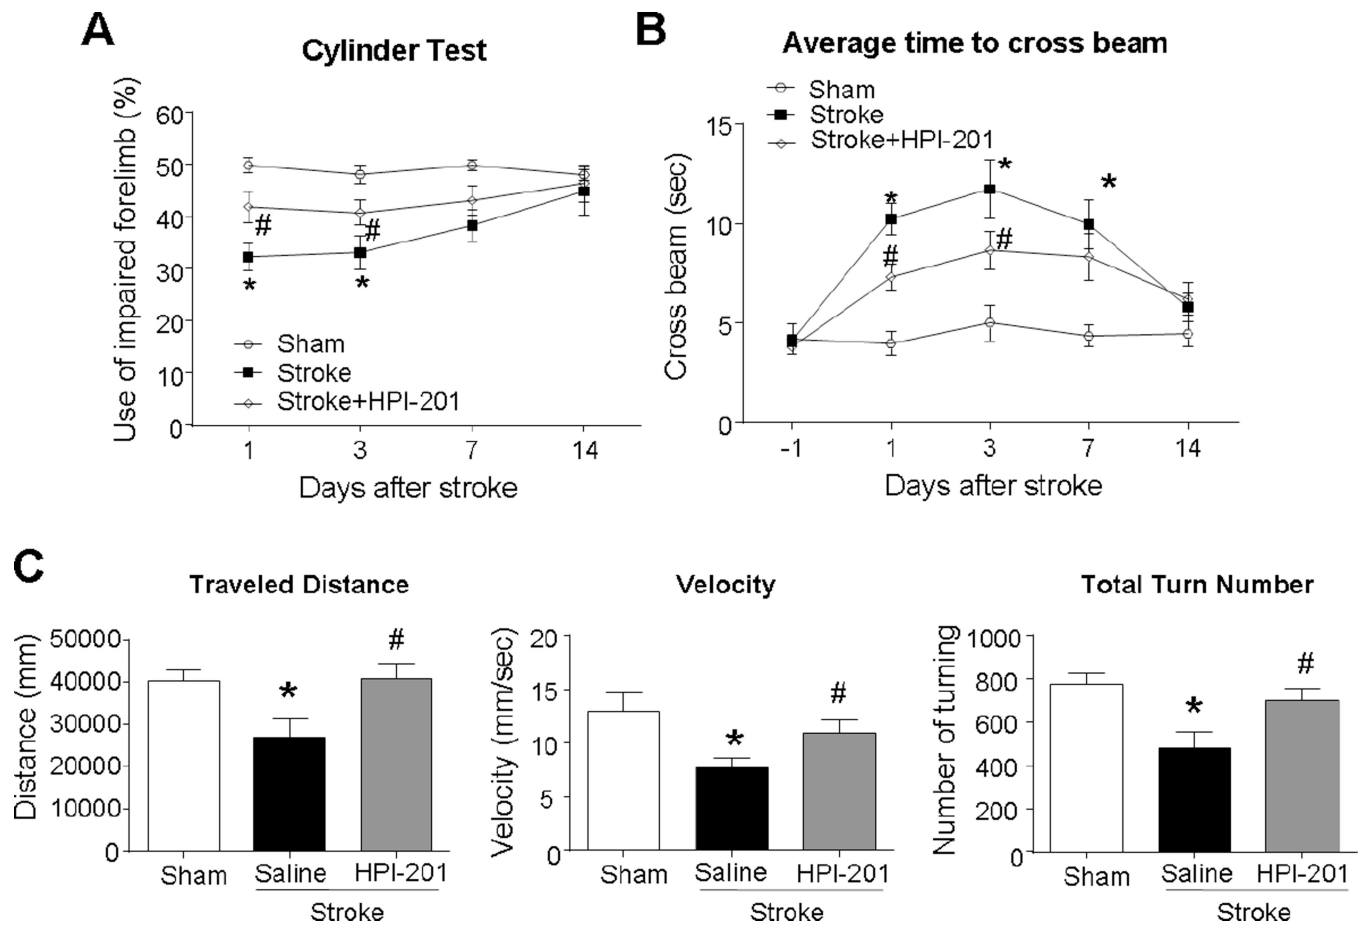 A
Cylinder Test
Use of impaired forelimb (%)
60
50
40
30
20
10
0
*
#
*
#
Sham
Stroke
Stroke+HPI-201
1 3 7 14
Days after stroke
B
Average time to cross beam
Sham
Stroke
Stroke+HPI-201
Cross beam (sec)
15
10
5
0
*
*
*
#
#
-1 1 3 7 14
Days after stroke
C
Traveled Distance
Distance (mm)
50000
40000
30000
20000
10000
0
*
#
Sham Saline HPI-201
Stroke
Velocity
Velocity (mm/sec)
20
15
10
5
0
*
#
Sham Saline HPI-201
Stroke
Total Turn Number
Number of turning
1000
800
600
400
200
0
*
#
Sham Saline HPI-201
Stroke